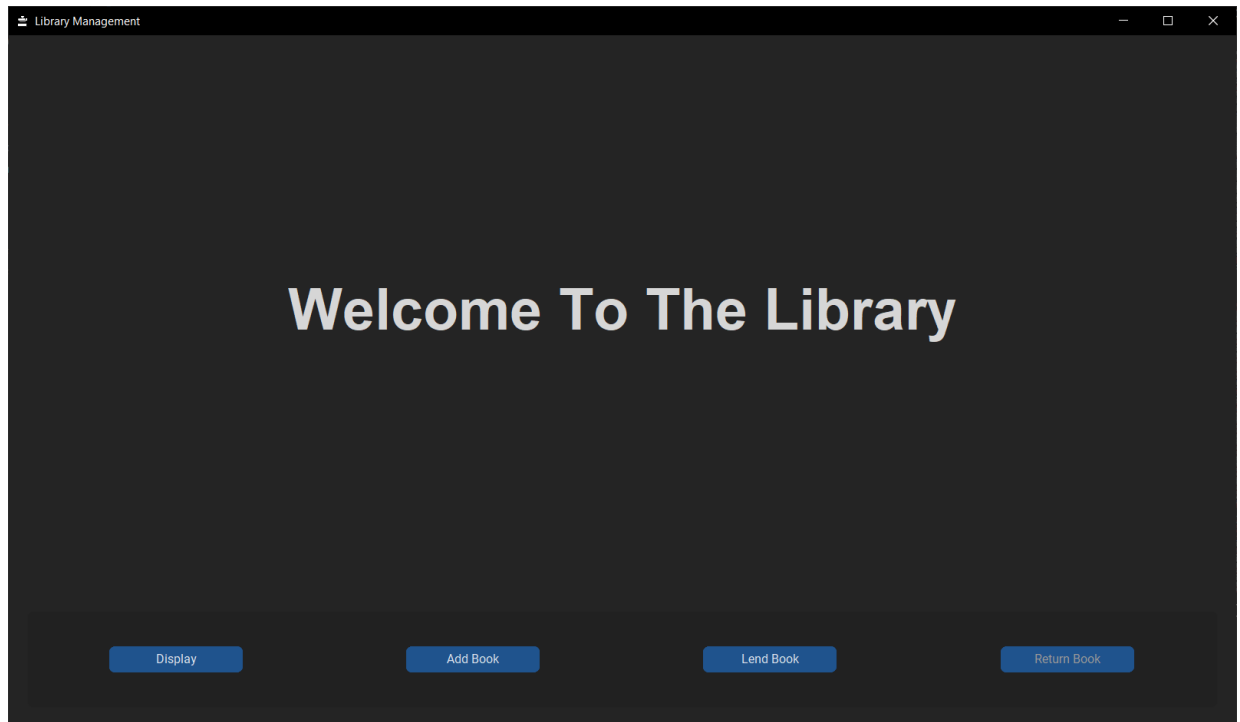 Library Management
Welcome To The Library
Display
Add Book
Lend Book
Return Book